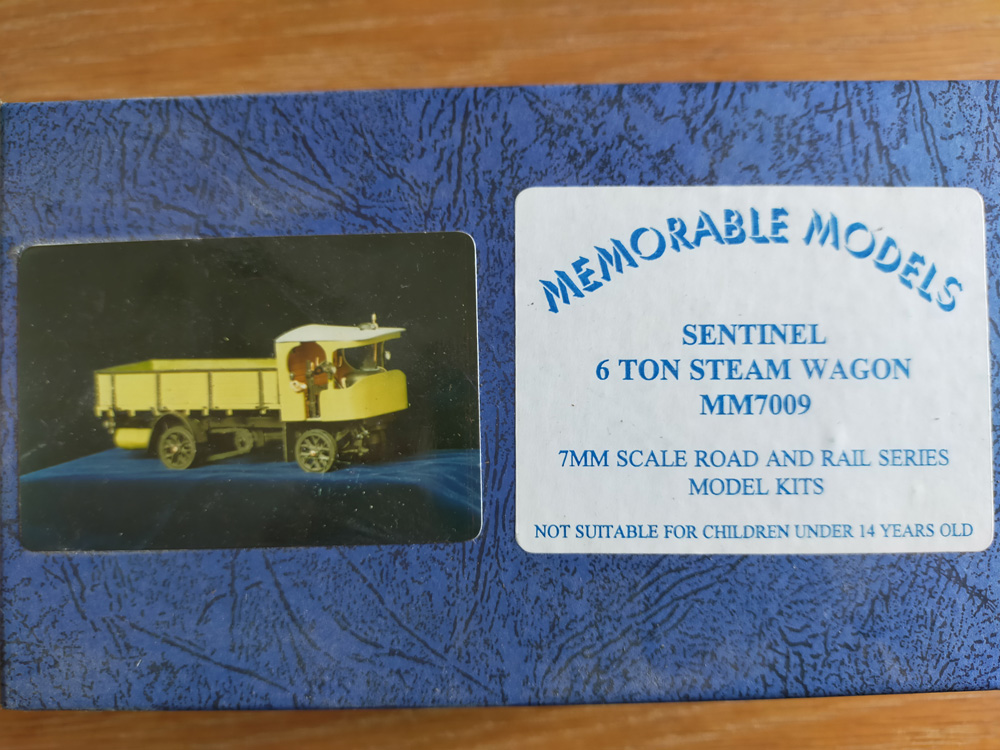 MEMORABLE MODELS
SENTINEL
6 TON STEAM WAGON
MM7009
7MM SCALE ROAD AND RAIL SERIES
MODEL KITS
NOT SUITABLE FOR CHILDREN UNDER 14 YEARS OLD